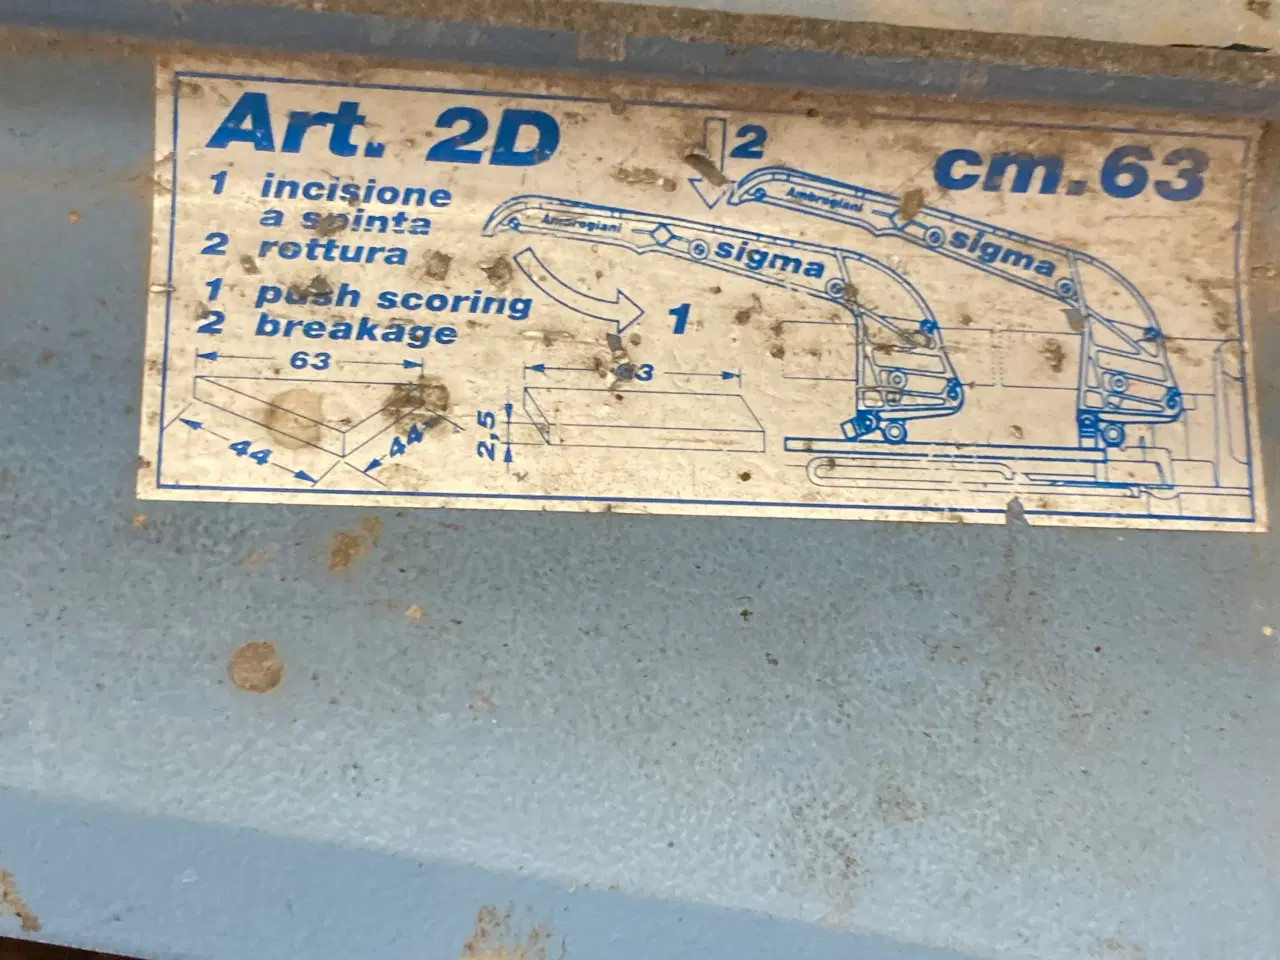 Art. 2D
cm.63
1 incisione
a spinta
2 rottura
1 push scoring
2 breakage
2
Ambrogiani
sigma
Ambrogiani
sigma
1
63
44
44
63
2,5